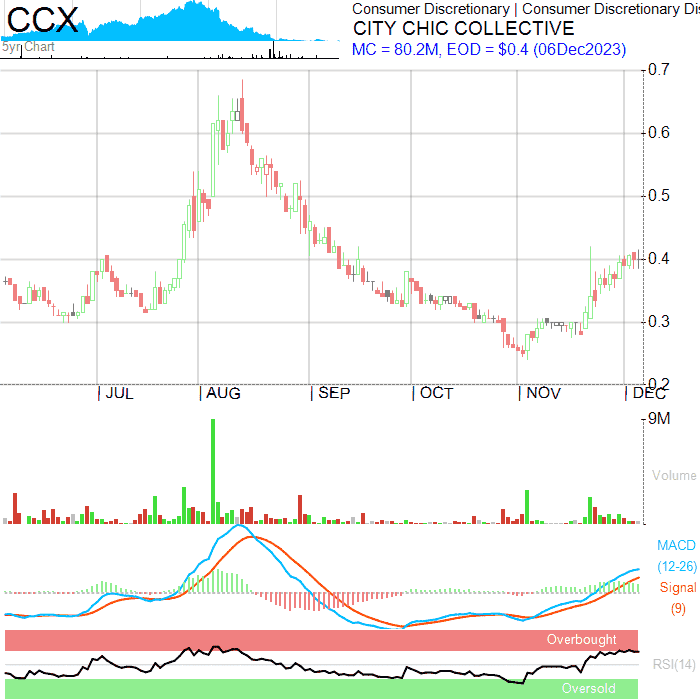 CCX
5yr Chart
Consumer Discretionary | Consumer Discretionary Dis
CITY CHIC COLLECTIVE
MC = 80.2M, EOD = $0.4 (06Dec2023)
0.7
0.6
0.5
0.4
0.3
0.2
JUL AUG SEP OCT NOV DEC
9M
Volume
MACD
(12-26)
Signal
(9)
Overbought
RSI(14)
Oversold